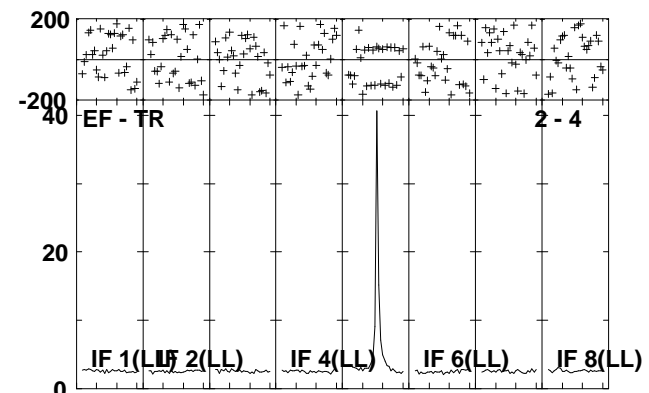 200
-200
40
EF - TR
2 - 4
20
IF 1(LL)
IF 2(LL)
IF 4(LL)
IF 6(LL)
IF 8(LL)
0